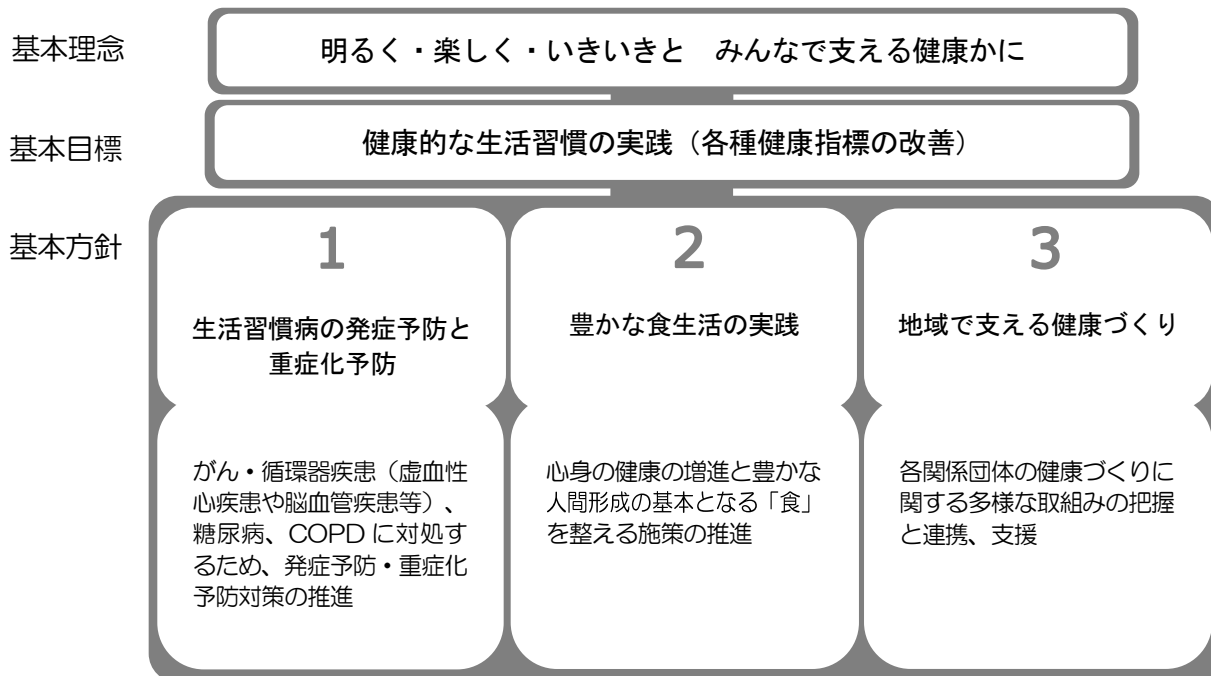 基本理念
明るく・楽しく・いきいきと　みんなで支える健康かに
基本目標
健康的な生活習慣の実践（各種健康指標の改善）
基本方針
1
生活習慣病の発症予防と
重症化予防
がん・循環器疾患（虚血性
心疾患や脳血管疾患等）、
糖尿病、COPD に対処す
るため、発症予防・重症化
予防対策の推進
2
豊かな食生活の実践
心身の健康の増進と豊かな
人間形成の基本となる「食」
を整える施策の推進
3
地域で支える健康づくり
各関係団体の健康づくりに
関する多様な取組みの把握
と連携、支援